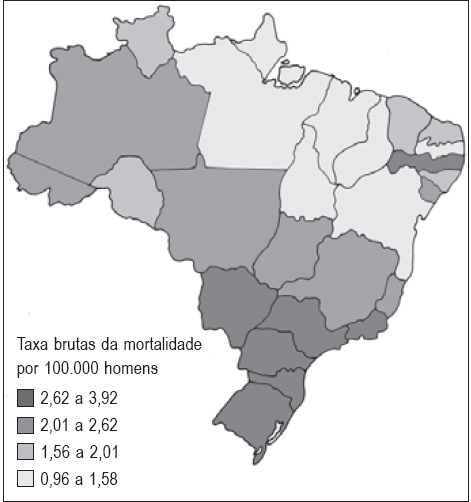 Taxa brutas da mortalidade
por 100.000 homens
2,62 a 3,92
2,01 a 2,62
1,56 a 2,01
0,96 a 1,58